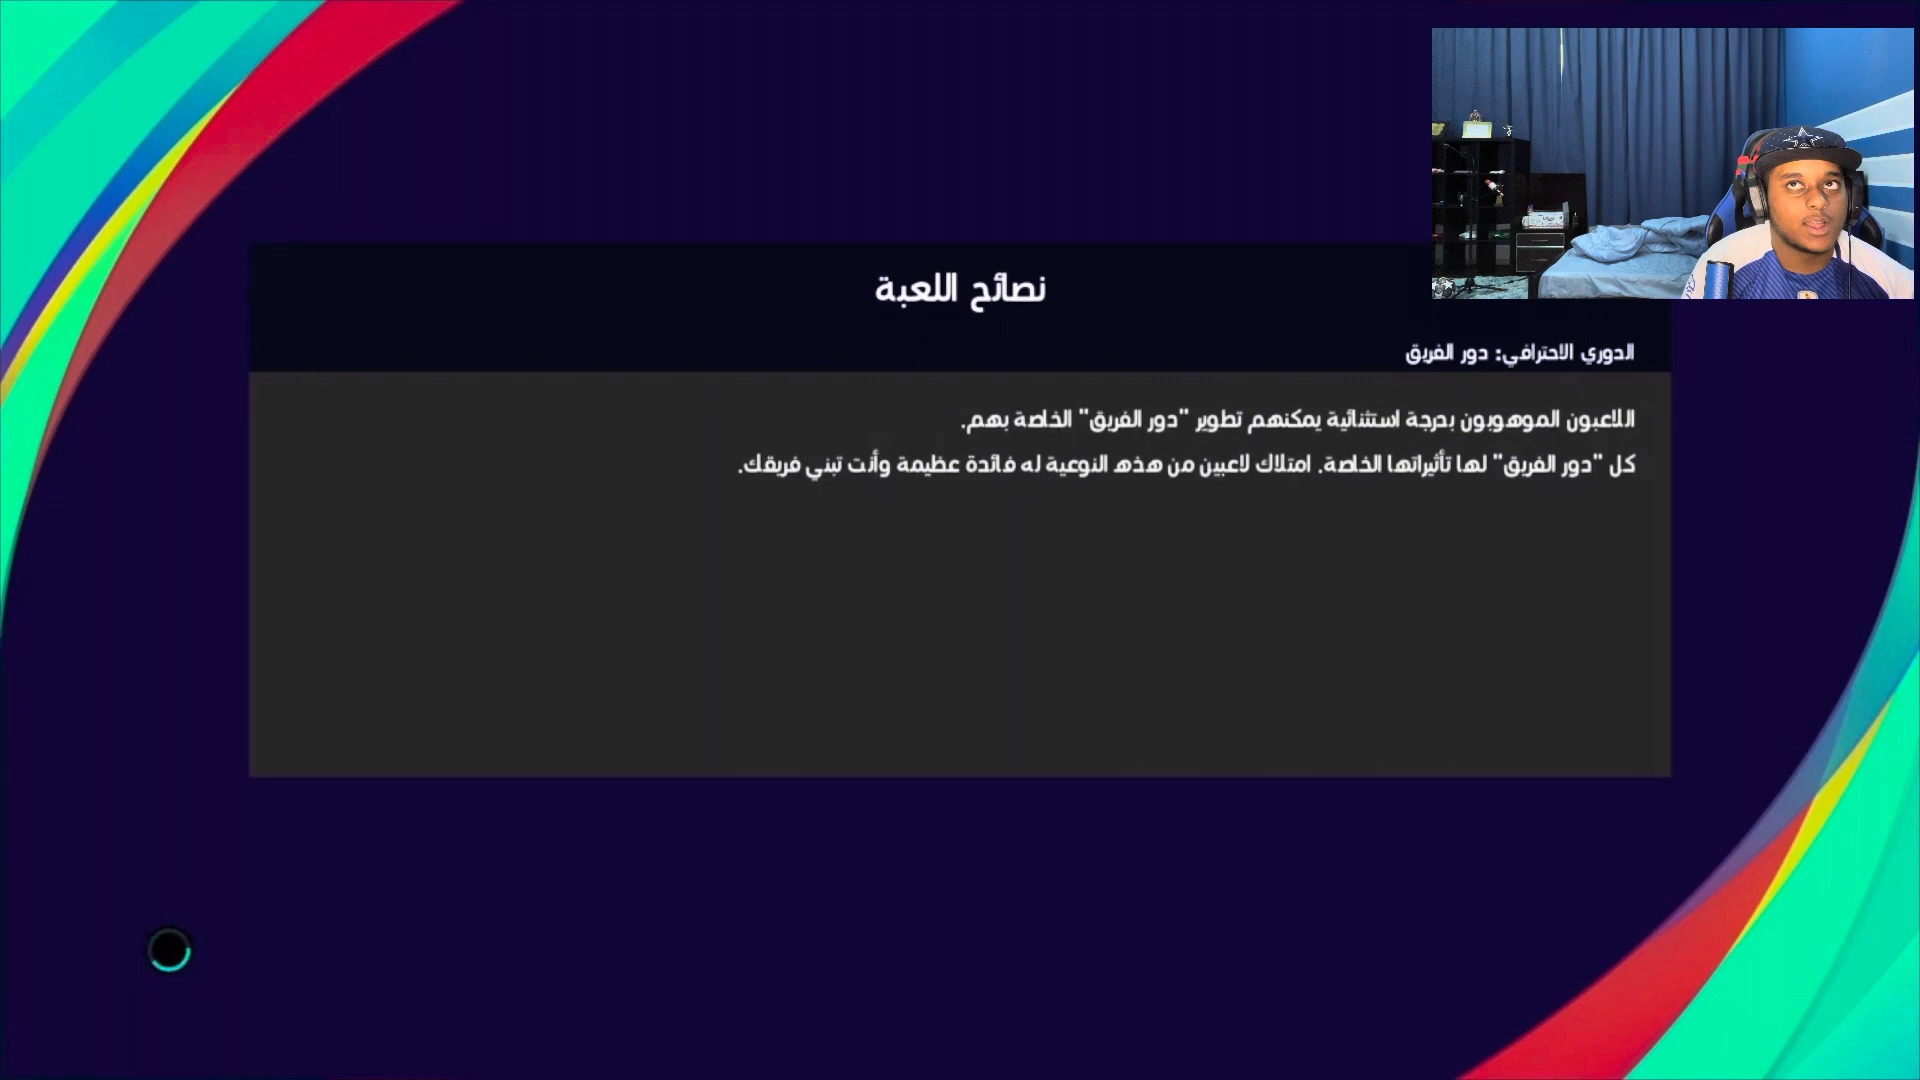 نصائح اللعبة
الدوري الاحترافي: دور الفريق
اللاعبون الموهوبون بدرجة استثنائية يمكنهم تطوير "دور الفريق" الخاصة بهم.
كل "دور الفريق" لها تأثيراتها الخاصة. امتلاك لاعبين من هذه النوعية له فائدة عظيمة وأنت تبني فريقك.